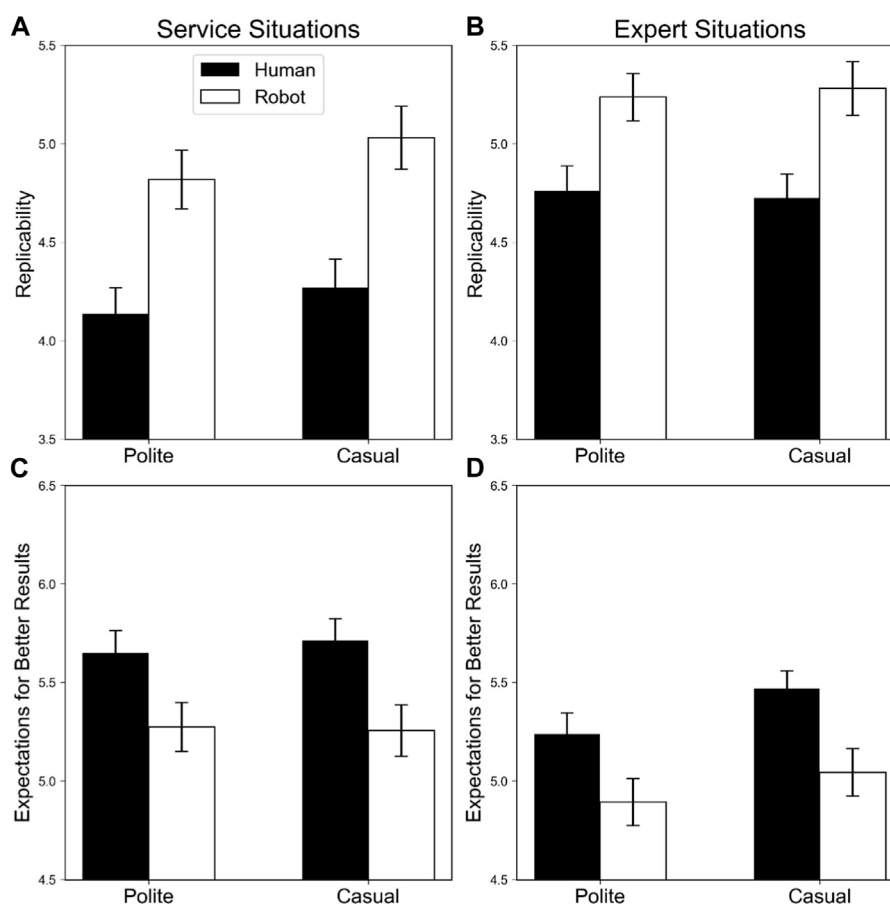 A
Service Situations
5.5
5.0
4.5
4.0
3.5
Replicability
Human
Robot
Polite
Casual
B
Expert Situations
5.5
5.0
4.5
4.0
3.5
Replicability
Polite
Casual
C
6.5
6.0
5.5
5.0
4.5
Expectations for Better Results
Polite
Casual
D
6.5
6.0
5.5
5.0
4.5
Expectations for Better Results
Polite
Casual